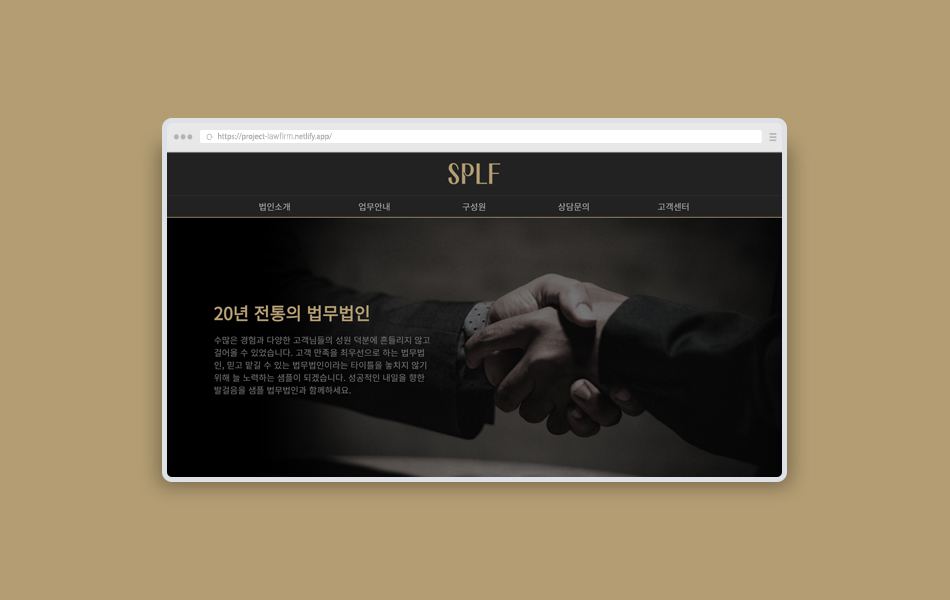 https://project-lawfirm.netlify.app/
SPLF
법인소개 업무안내 구성원 상담문의 고객센터
20년 전통의 법무법인
수많은 경험과 다양한 고객님들의 성원 덕분에 흔들리지 않고
걸어올 수 있었습니다. 고객 만족을 최우선으로 하는 법무법
인, 믿고 맡길 수 있는 법무법인이라는 타이틀을 놓치지 않기
위해 늘 노력하는 샘플이 되겠습니다. 성공적인 내일을 향한
발걸음을 샘플 법무법인과 함께하세요.